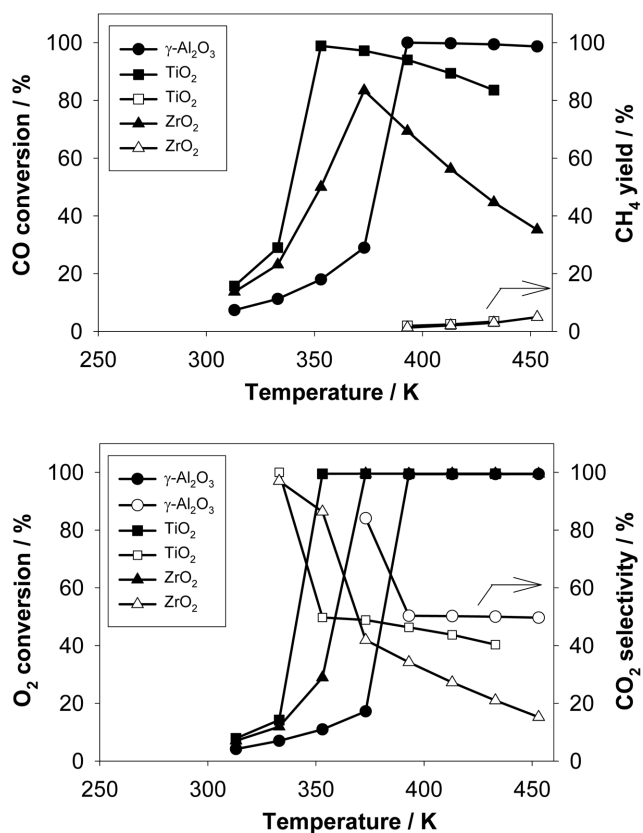 100
80
60
40
20
0
CO conversion / %
γ-Al₂O₃
TiO₂
TiO₂
ZrO₂
ZrO₂
100
80
60
40
20
0
CH₄ yield / %
250 300 350 400 450
Temperature / K
100
80
60
40
20
0
O₂ conversion / %
γ-Al₂O₃
γ-Al₂O₃
TiO₂
TiO₂
ZrO₂
ZrO₂
100
80
60
40
20
0
CO₂ selectivity / %
250 300 350 400 450
Temperature / K